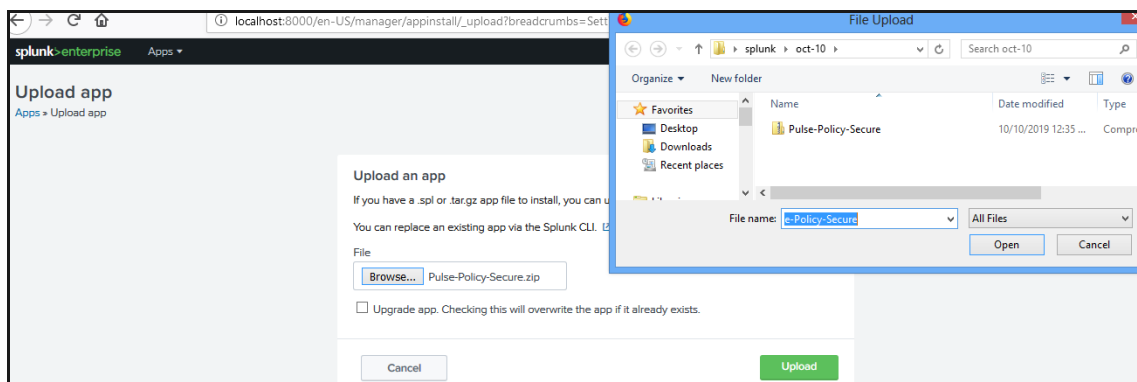 localhost:8000/en-US/manager/appinstall/_upload?breadcrumbs=Sett
splunk>enterprise Apps
Upload app
Apps » Upload app
Upload an app
If you have a .spl or .tar.gz app file to install, you can u
You can replace an existing app via the Splunk CLI.
File
Browse... Pulse-Policy-Secure.zip
Upgrade app. Checking this will overwrite the app if it already exists.
Cancel Upload
File Upload
splunk oct-10 Search oct-10
Organize New folder
Favorites
Desktop
Downloads
Recent places
Name Date modified Type
Pulse-Policy-Secure 10/10/2019 12:35 ... Compre
File name: e-Policy-Secure All Files
Open Cancel